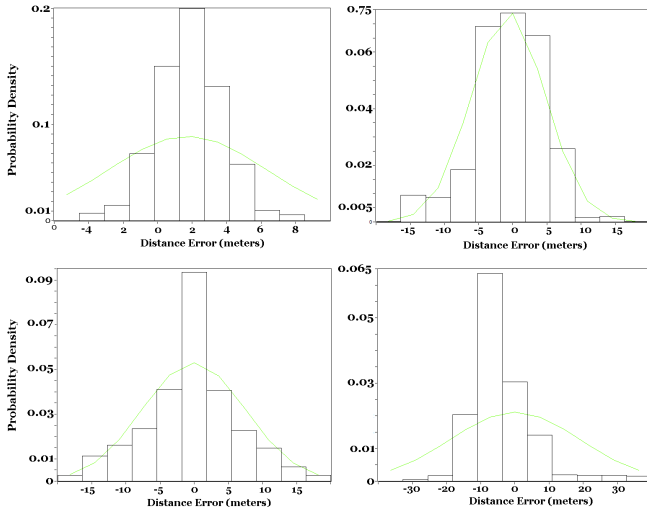 0.2
0.1
0.01
0
Probability Density
0 -4 2 0 2 4 6 8
Distance Error (meters)
0.75
0.04
0.02
0.005
0
-15 -10 -5 0 5 10 15
Distance Error (meters)
0.09
0.07
0.05
0.03
0.01
0
Probability Density
-15 -10 -5 0 5 10 15
Distance Error (meters)
0.065
0.03
0.01
0
-30 -20 -10 0 10 20 30
Distance Error (meters)